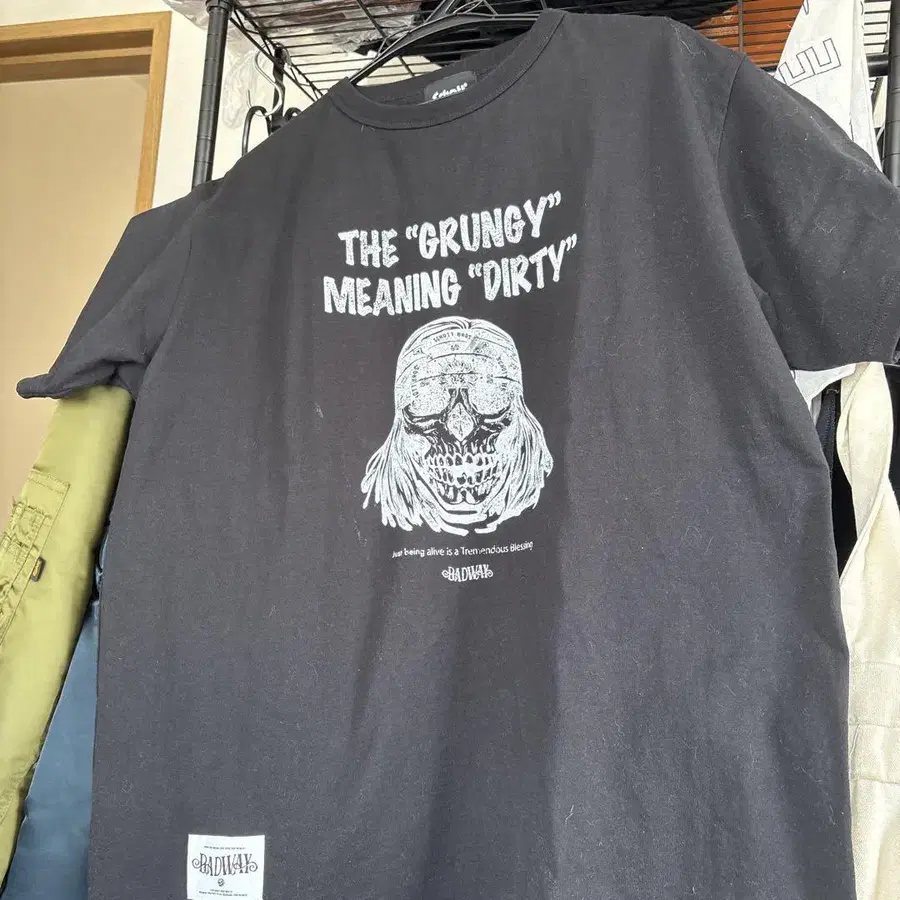 THE “GRUNGY”
MEANING “DIRTY”
Just being alive is a Tremendous Blessing
BADWAY
BADWAY